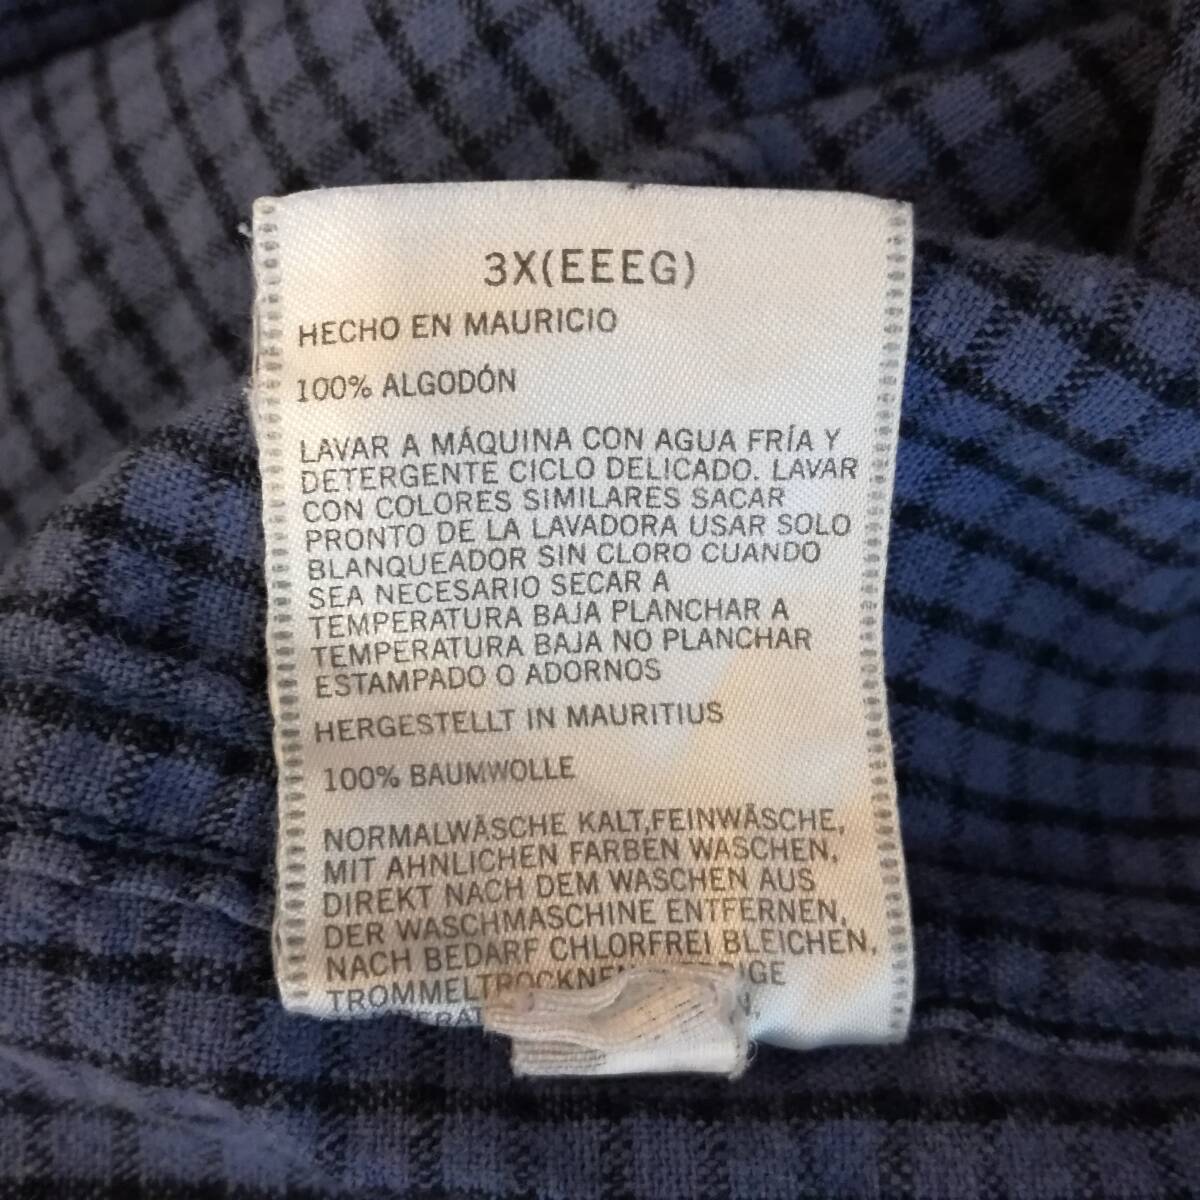 3X(EEEG)
HECHO EN MAURICIO
100% ALGODÓN
LAVAR A MÁQUINA CON AGUA FRÍA Y
DETERGENTE CICLO DELICADO. LAVAR
CON COLORES SIMILARES SACAR
PRONTO DE LA LAVADORA USAR SOLO
BLANQUEADOR SIN CLORO CUANDO
SEA NECESARIO SECAR A
TEMPERATURA BAJA PLANCHAR A
TEMPERATURA BAJA NO PLANCHAR
ESTAMPADO O ADORNOS
HERGESTELLT IN MAURITIUS
100% BAUMWOLLE
NORMALWÄSCHE KALT,FEINWÄSCHE,
MIT AHNLICHEN FARBEN WASCHEN,
DIREKT NACH DEM WASCHEN AUS
DER WASCHMASCHINE ENTFERNEN,
NACH BEDARF CHLORFREI BLEICHEN,